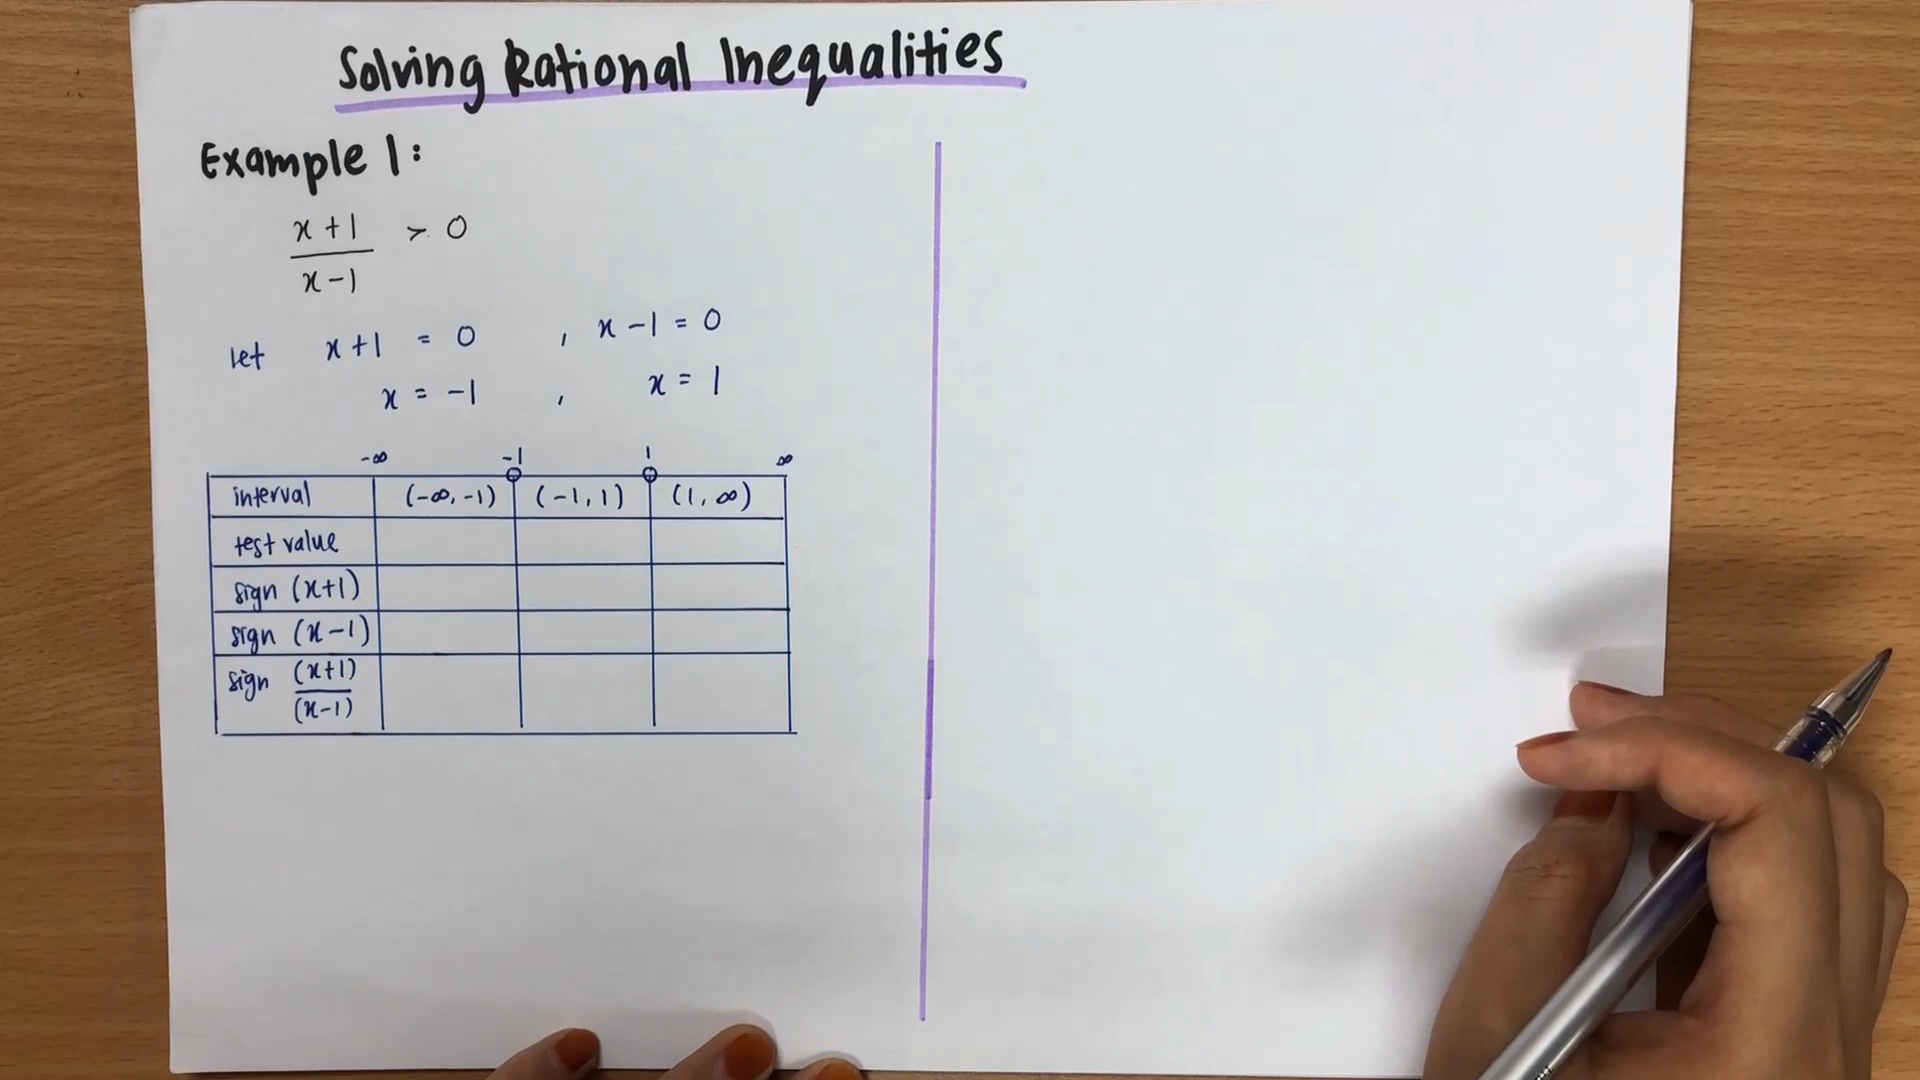 Solving Rational Inequalities
Example 1:
x+1 > 0
x-1
let x+1 = 0 , x-1 = 0
x = -1 , x = 1
-∞ -1 1 ∞
interval (-∞, -1) (-1, 1) (1, ∞)
test value
sign (x+1)
sign (x-1)
sign (x+1)
(x-1)